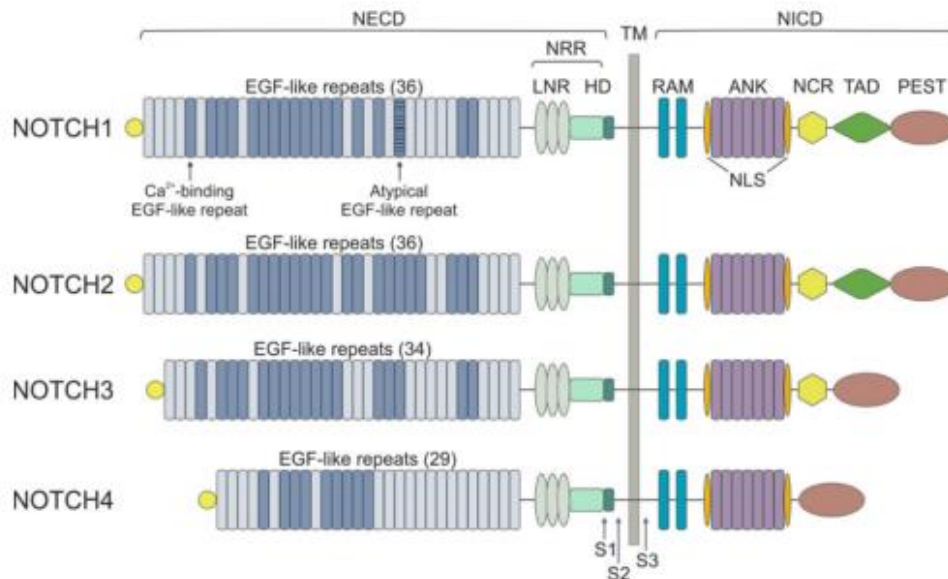 NECD TM NICD
NRR
EGF-like repeats (36) LNR HD RAM ANK NCR TAD PEST
NOTCH1
NLS
Ca²⁺-binding EGF-like repeat
Atypical EGF-like repeat
EGF-like repeats (36)
NOTCH2
EGF-like repeats (34)
NOTCH3
EGF-like repeats (29)
NOTCH4
S1
S2
S3